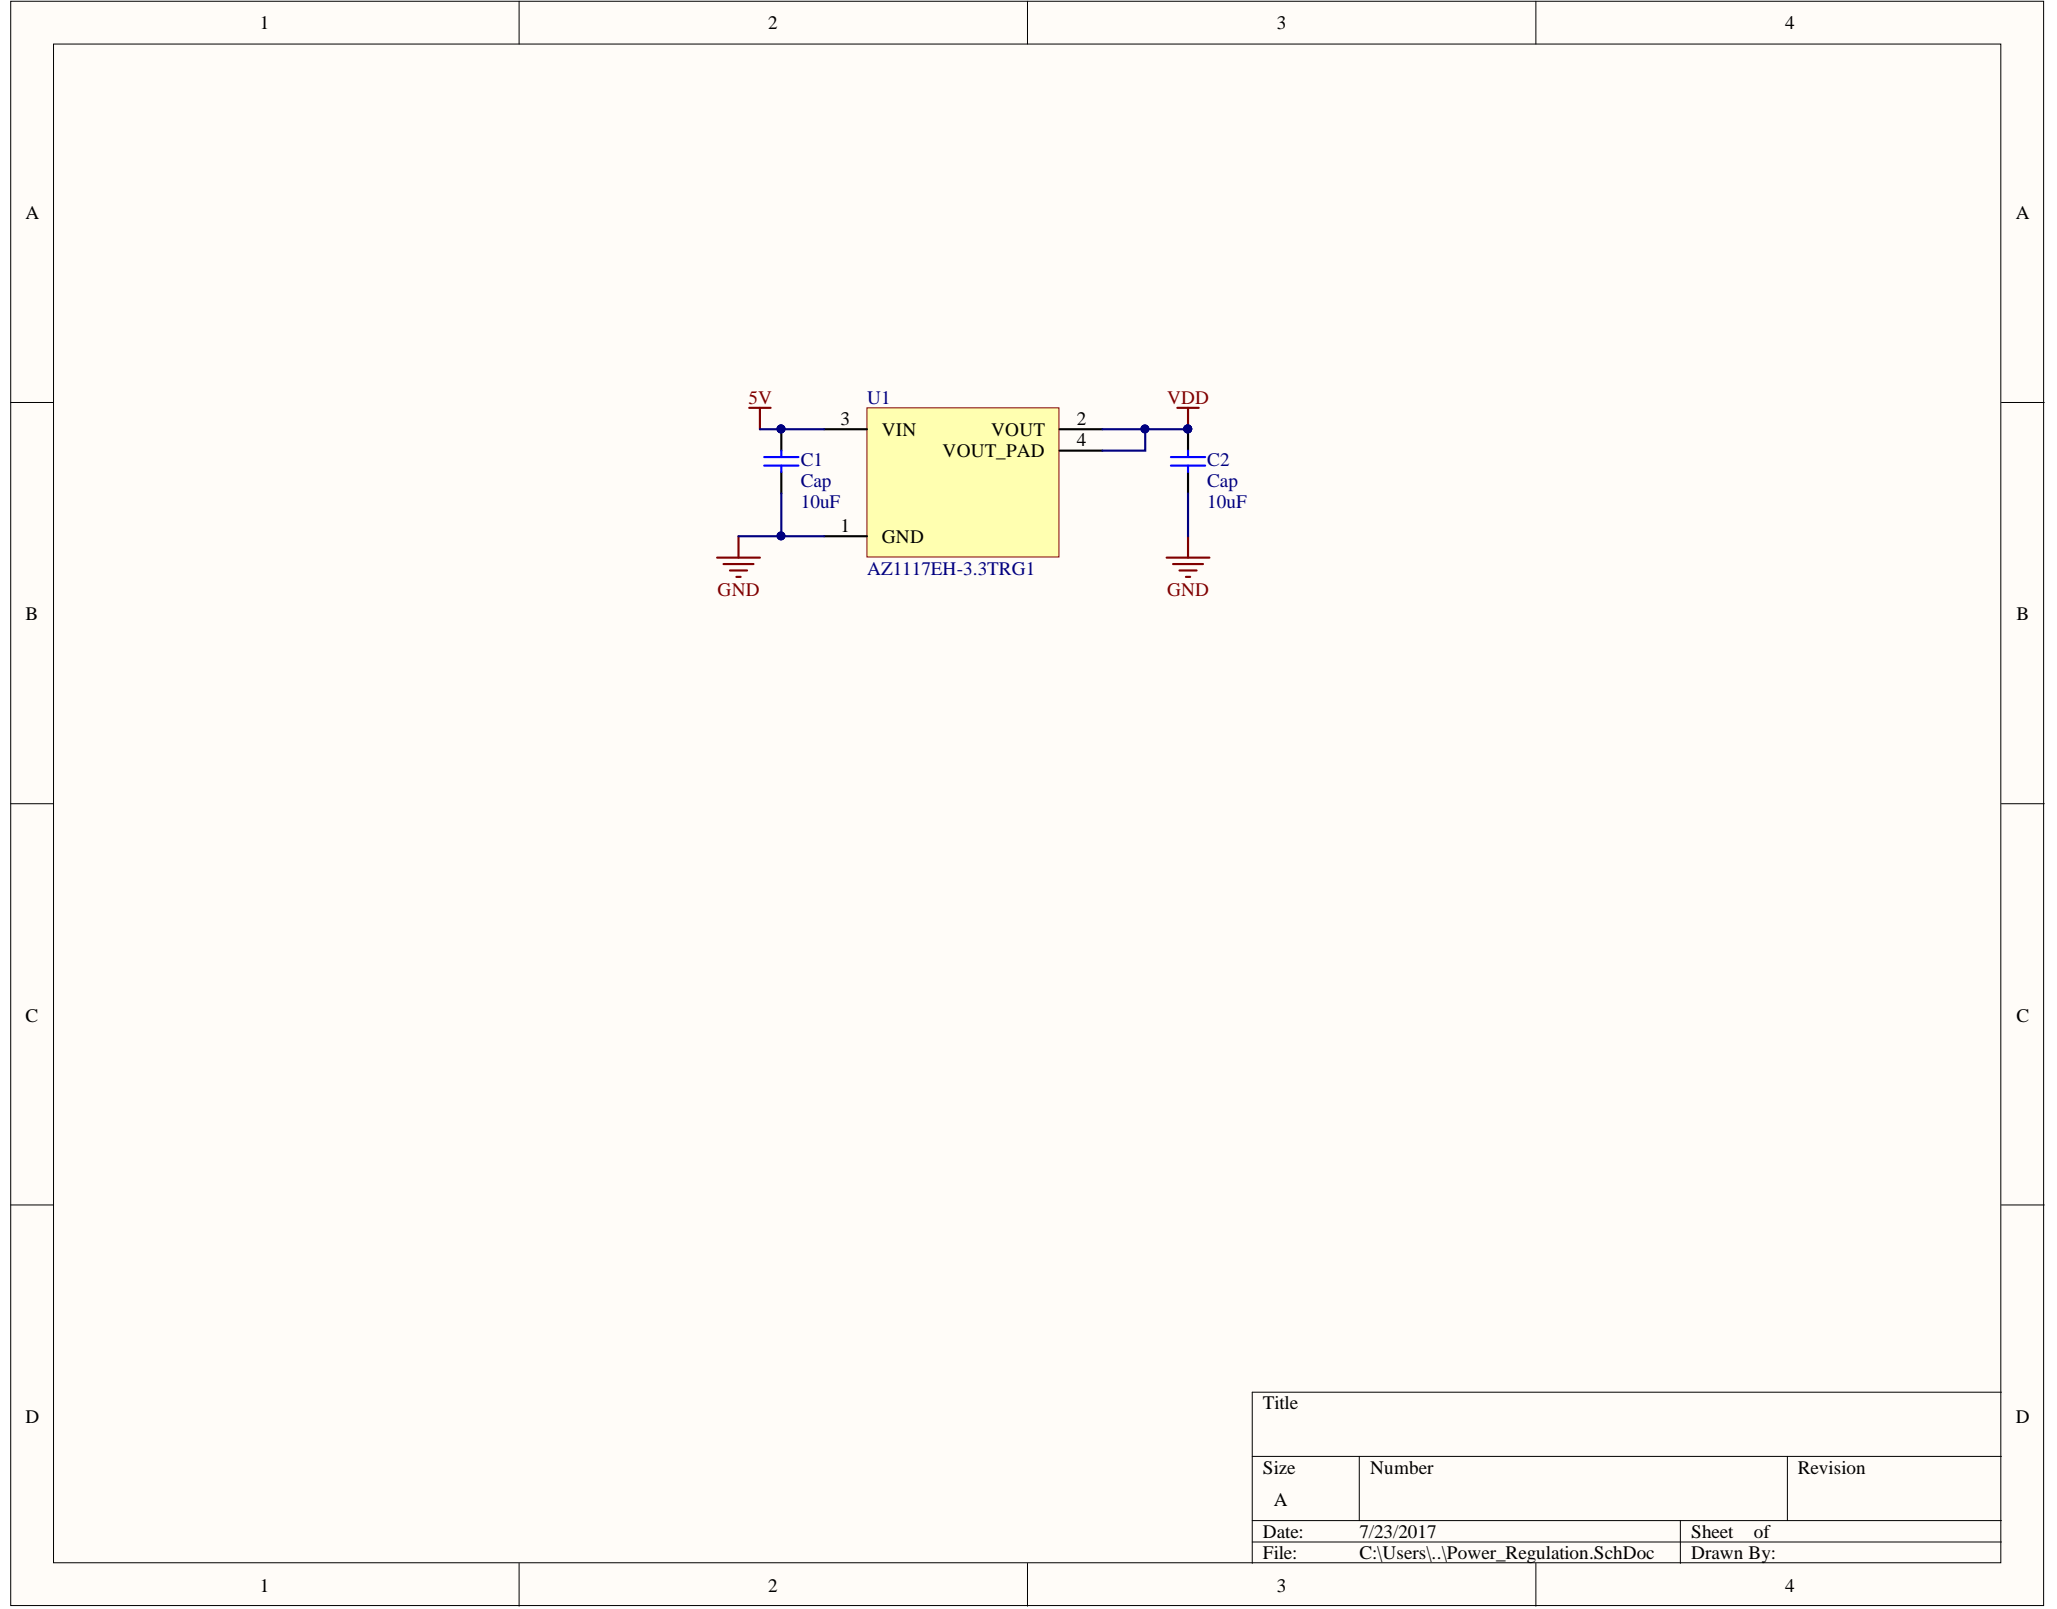 1 2 3 4
A A
5V U1 VDD
3 VIN VOUT 2
VOUT_PAD 4
C1 C2
Cap Cap
10uF 10uF
1 GND
AZ1117EH-3.3TRG1
GND GND
B B
C C
Title
D D
Size Number Revision
A
Date: 7/23/2017 Sheet of
File: C:\Users\..\Power_Regulation.SchDoc Drawn By:
1 2 3 4